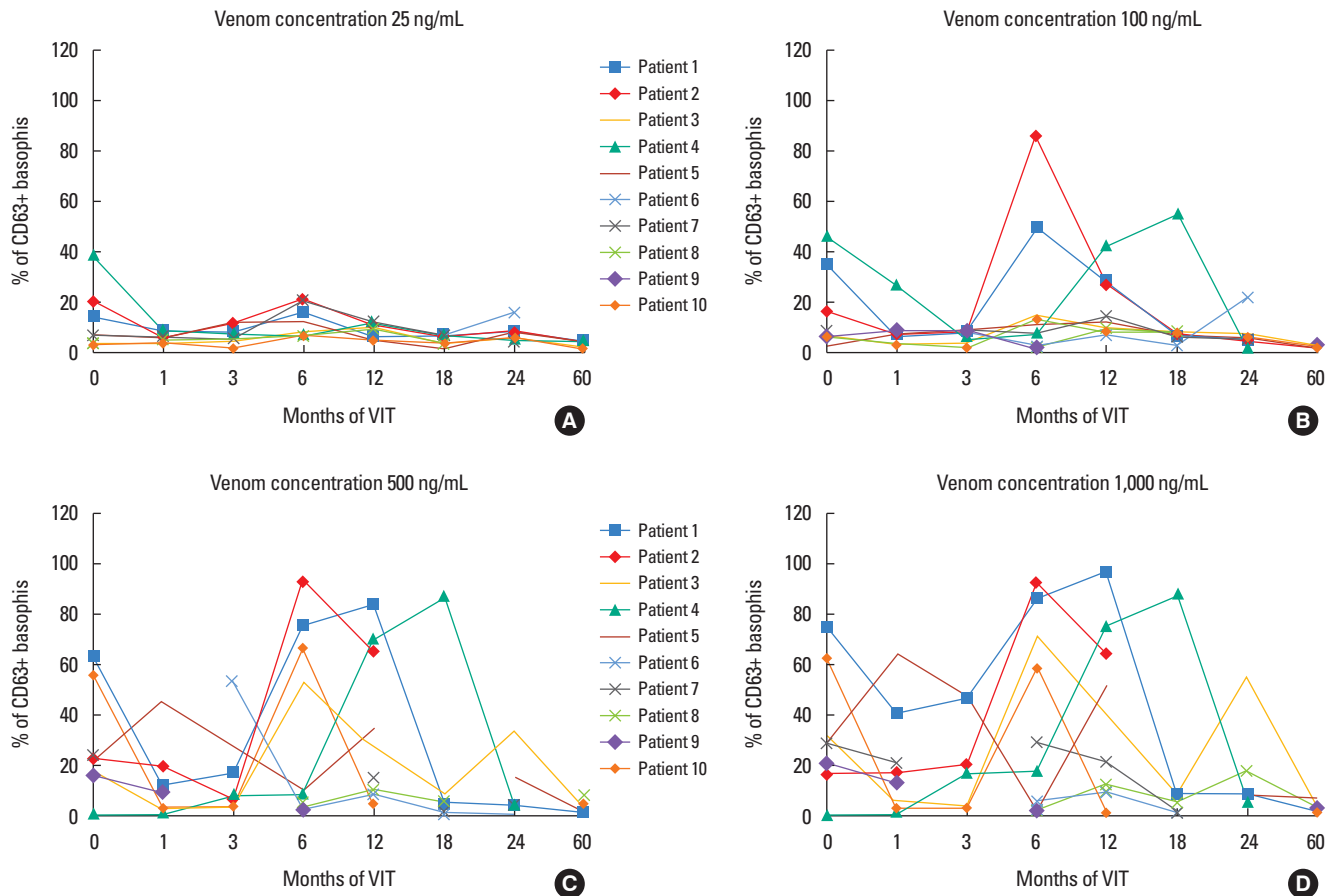 Venom concentration 25 ng/mL
120
100
80
60
40
20
0
% of CD63+ basophis
0 1 3 6 12 18 24 60
Months of VIT
A
Patient 1
Patient 2
Patient 3
Patient 4
Patient 5
Patient 6
Patient 7
Patient 8
Patient 9
Patient 10
Venom concentration 100 ng/mL
120
100
80
60
40
20
0
% of CD63+ basophis
0 1 3 6 12 18 24 60
Months of VIT
B
Venom concentration 500 ng/mL
120
100
80
60
40
20
0
% of CD63+ basophis
0 1 3 6 12 18 24 60
Months of VIT
C
Patient 1
Patient 2
Patient 3
Patient 4
Patient 5
Patient 6
Patient 7
Patient 8
Patient 9
Patient 10
Venom concentration 1,000 ng/mL
120
100
80
60
40
20
0
% of CD63+ basophis
0 1 3 6 12 18 24 60
Months of VIT
D